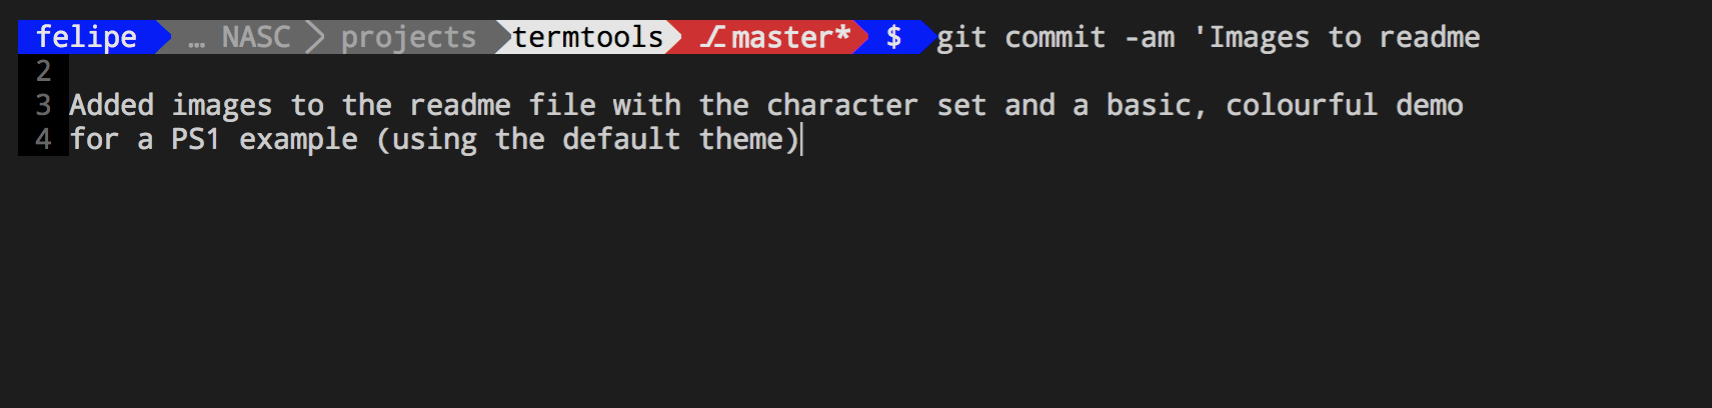 felipe … NASC projects termtools master* $ git commit -am 'Images to readme
2
3 Added images to the readme file with the character set and a basic, colourful demo
4 for a PS1 example (using the default theme)